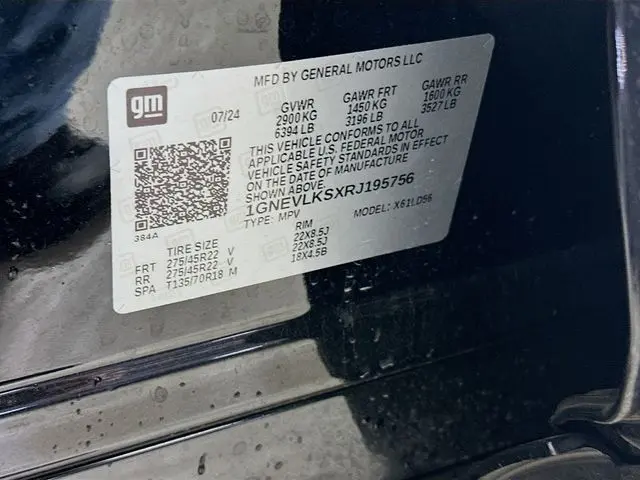 MFD BY GENERAL MOTORS LLC
gm
07/24
GVWR GAWR FRT GAWR RR
2900 KG 1450 KG 1600 KG
6394 LB 3196 LB 3527 LB
THIS VEHICLE CONFORMS TO ALL
APPLICABLE U.S. FEDERAL MOTOR
VEHICLE SAFETY STANDARDS IN EFFECT
ON THE DATE OF MANUFACTURE
SHOWN ABOVE.
1GNEVLKSXRJ195756
TYPE: MPV MODEL: X61LD56
384A
TIRE SIZE RIM
FRT 275/45R22 V 22X8.5J
RR 275/45R22 V 22X8.5J
SPA T135/70R18 M 18X4.5B